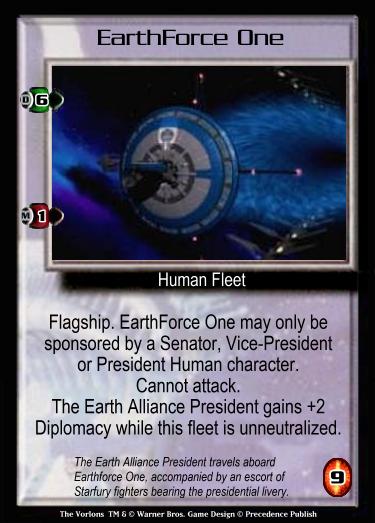 EarthForce One
D 6
M 1
Human Fleet
Flagship. EarthForce One may only be
sponsored by a Senator, Vice-President
or President Human character.
Cannot attack.
The Earth Alliance President gains +2
Diplomacy while this fleet is unneutralized.
The Earth Alliance President travels aboard
Earthforce One, accompanied by an escort of
Starfury fighters bearing the presidential livery.
9
The Vorlons TM & © Warner Bros. Game Design © Precedence Publish